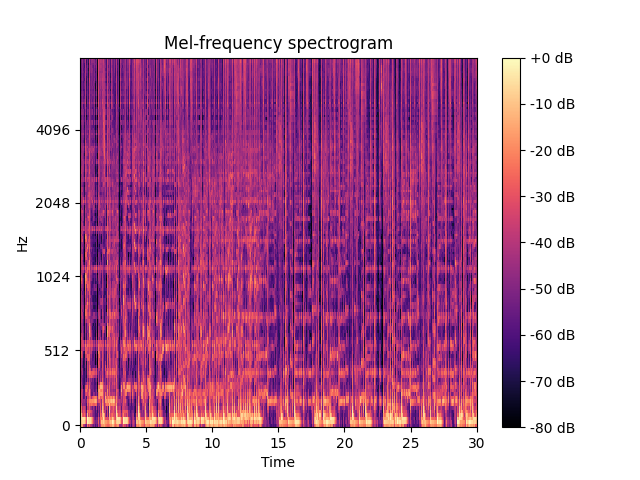 Mel-frequency spectrogram
+0 dB
4096
-10 dB
-20 dB
2048
-30 dB
Hz
-40 dB
1024
-50 dB
512
-60 dB
-70 dB
0
-80 dB
0 5 10 15 20 25 30
Time